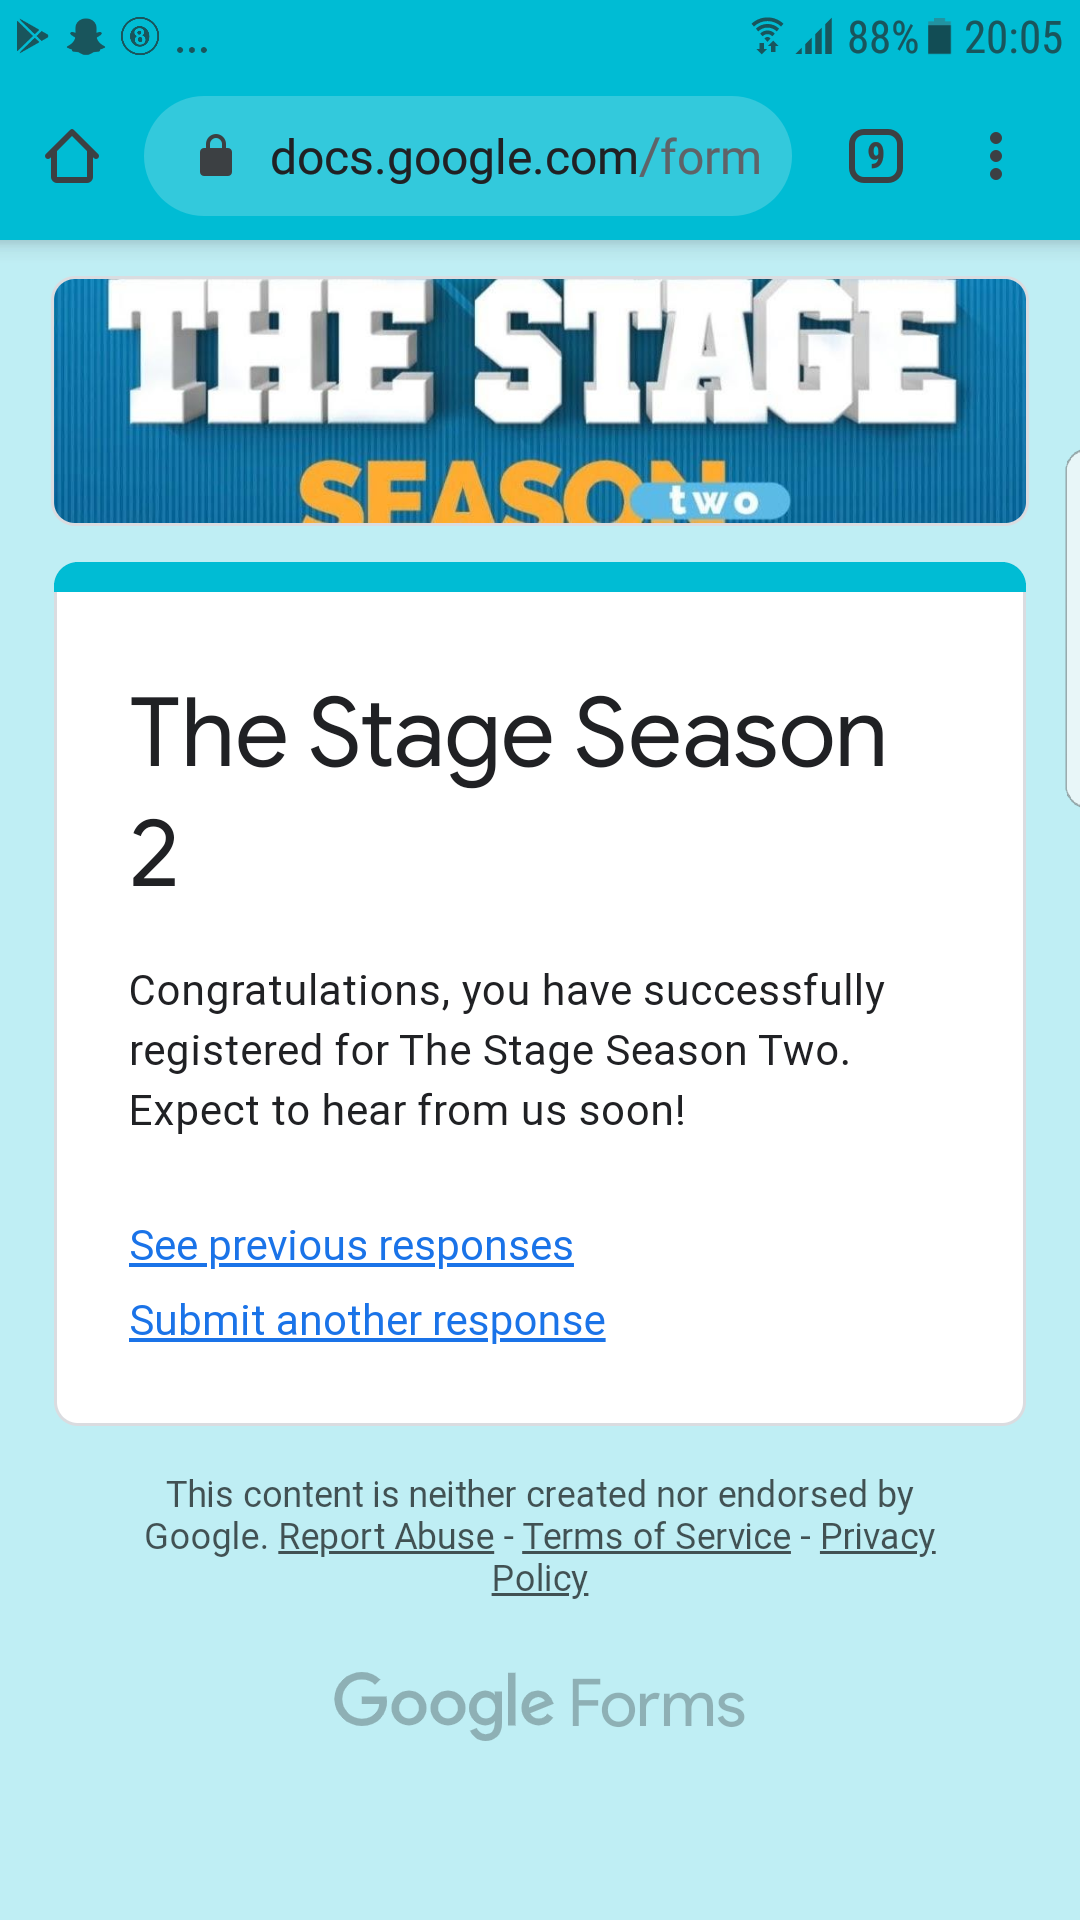 ... 88% 20:05
docs.google.com/form 9
THE STAGE
SEASON two
The Stage Season
2
Congratulations, you have successfully
registered for The Stage Season Two.
Expect to hear from us soon!
See previous responses
Submit another response
This content is neither created nor endorsed by
Google. Report Abuse - Terms of Service - Privacy
Policy
Google Forms